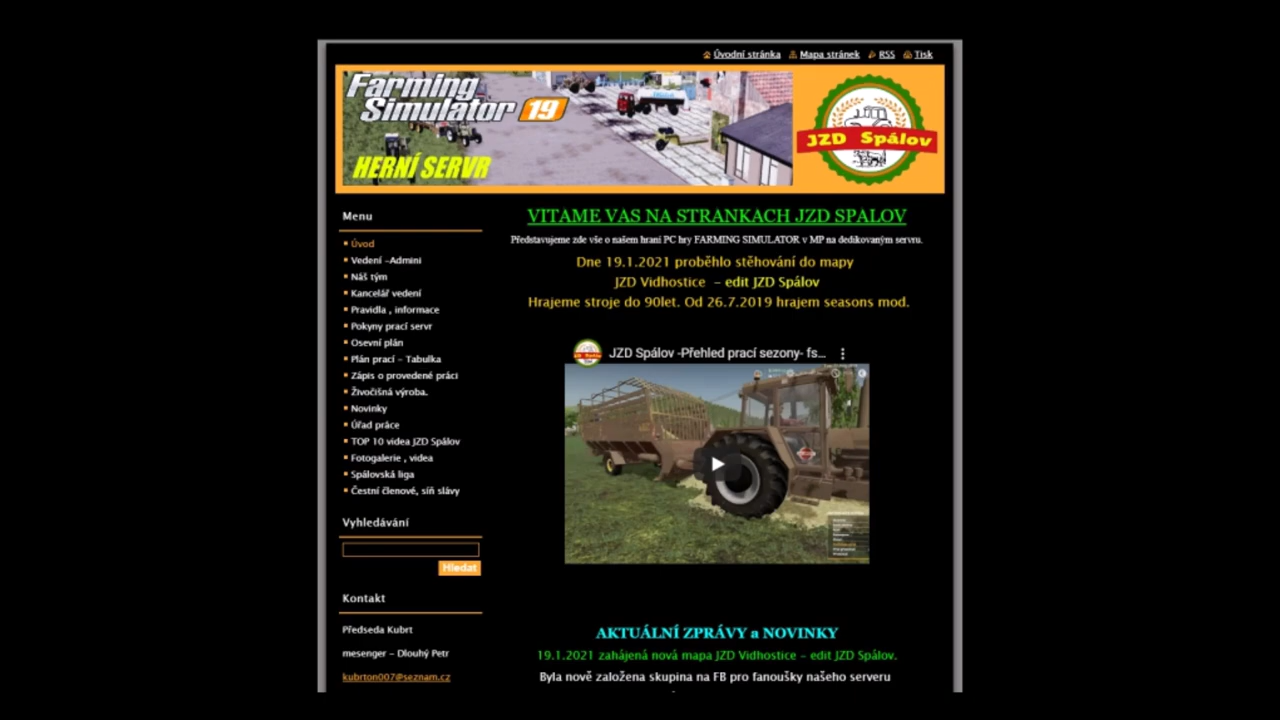 Úvodní stránka Mapa stránek RSS Tisk
Farming
Simulator 19
HERNÍ SERVR
JZD Spálov
Menu
Úvod
Vedení -Admini
Náš tým
Kancelář vedení
Pravidla , informace
Pokyny prací servr
Osevní plán
Plán prací - Tabulka
Zápis o provedené práci
Živočišná výroba.
Novinky
Úřad práce
TOP 10 videa JZD Spálov
Fotogalerie , videa
Spálovská liga
Čestní členové, síň slávy
Vyhledávání
Hledat
Kontakt
Předseda Kubrt
mesenger - Dlouhý Petr
kubrton007@seznam.cz
VITAME VAS NA STRANKACH JZD SPALOV
Představujeme zde vše o našem hraní PC hry FARMING SIMULATOR v MP na dedikovaným servru.
Dne 19.1.2021 proběhlo stěhování do mapy
JZD Vidhostice - edit JZD Spálov
Hrajeme stroje do 90let. Od 26.7.2019 hrajem seasons mod.
JZD Spálov -Přehled prací sezony- fs...
AKTUÁLNÍ ZPRÁVY a NOVINKY
19.1.2021 zahájená nová mapa JZD Vidhostice - edit JZD Spálov.
Byla nově založena skupina na FB pro fanoušky našeho serveru